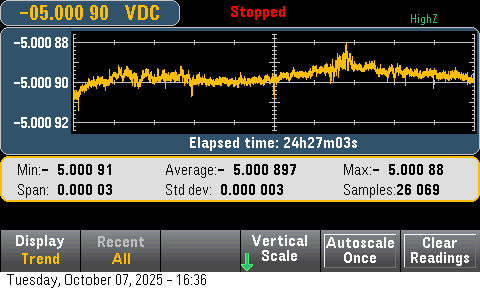 -05.000 90 VDC
Stopped
HighZ
-5.000 88
-5.000 90
-5.000 92
Elapsed time: 24h27m03s
Min:- 5.000 91 Average:- 5.000 897 Max:- 5.000 88
Span: 0.000 03 Std dev: 0.000 003 Samples:26 069
Display Trend
Recent All
Vertical Scale
Autoscale Once
Clear Readings
Tuesday, October 07, 2025 - 16:36